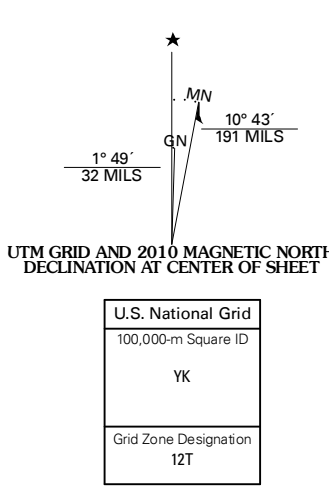 ★
MN
10° 43´
191 MILS
GN
1° 49´
32 MILS
UTM GRID AND 2010 MAGNETIC NORTH
DECLINATION AT CENTER OF SHEET
U.S. National Grid
100,000-m Square ID
YK
Grid Zone Designation
12T